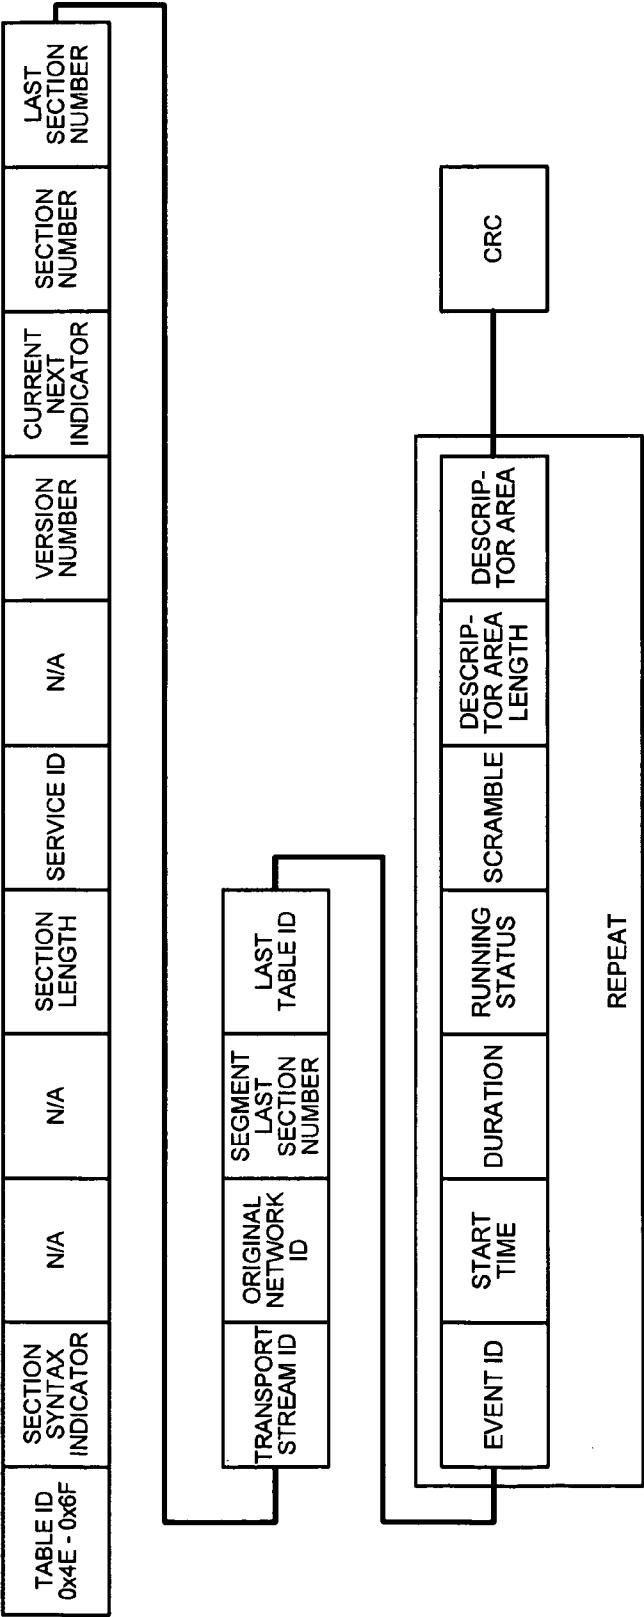 TABLE ID
0x4E - 0x6F
SECTION
SYNTAX
INDICATOR
N/A
N/A
SECTION
LENGTH
SERVICE ID
N/A
VERSION
NUMBER
CURRENT
NEXT
INDICATOR
SECTION
NUMBER
LAST
SECTION
NUMBER
TRANSPORT
STREAM ID
ORIGINAL
NETWORK
ID
SEGMENT
LAST
SECTION
NUMBER
LAST
TABLE ID
EVENT ID
START
TIME
DURATION
RUNNING
STATUS
SCRAMBLE
DESCRIP-
TOR AREA
LENGTH
DESCRIP-
TOR AREA
CRC
REPEAT